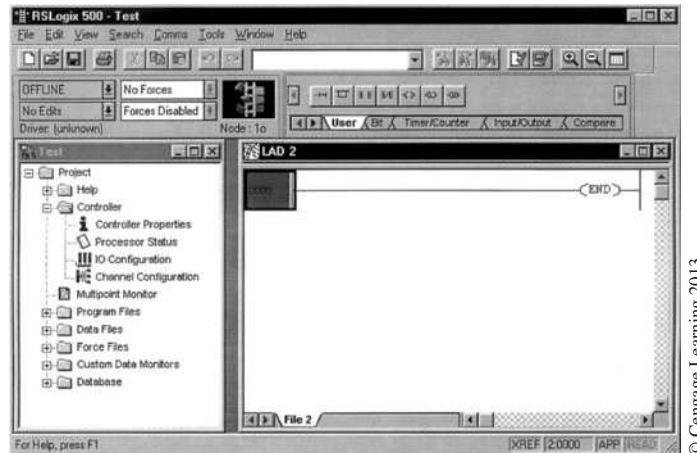 RSLogix 500 - Test
File Edit View Search Comms Tools Window Help
OFFLINE
No Forces
No Edits
Forces Disabled
Driver: (unknown)
Node: 1o
User
Bit
Timer/Counter
Input/Output
Compare
Test
Project
Help
Controller
Controller Properties
Processor Status
IO Configuration
Channel Configuration
Multipoint Monitor
Program Files
Data Files
Force Files
Custom Data Monitors
Database
LAD 2
(END)
File 2
For Help, press F1
XREF
2:0000
APP
READ
© Cengage Learning 2013